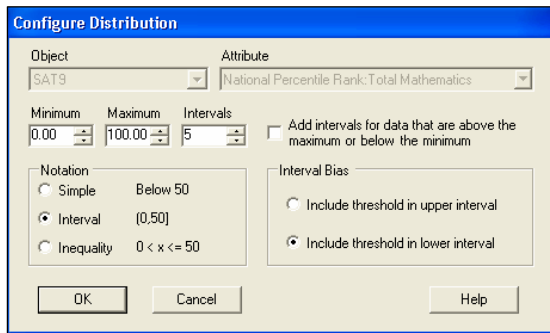 Configure Distribution
Object Attribute
SAT9 National Percentile Rank:Total Mathematics
Minimum Maximum Intervals
0.00 100.00 5
Add intervals for data that are above the
maximum or below the minimum
Notation
Simple Below 50
Interval (0,50]
Inequality 0 < x <= 50
Interval Bias
Include threshold in upper interval
Include threshold in lower interval
OK Cancel Help